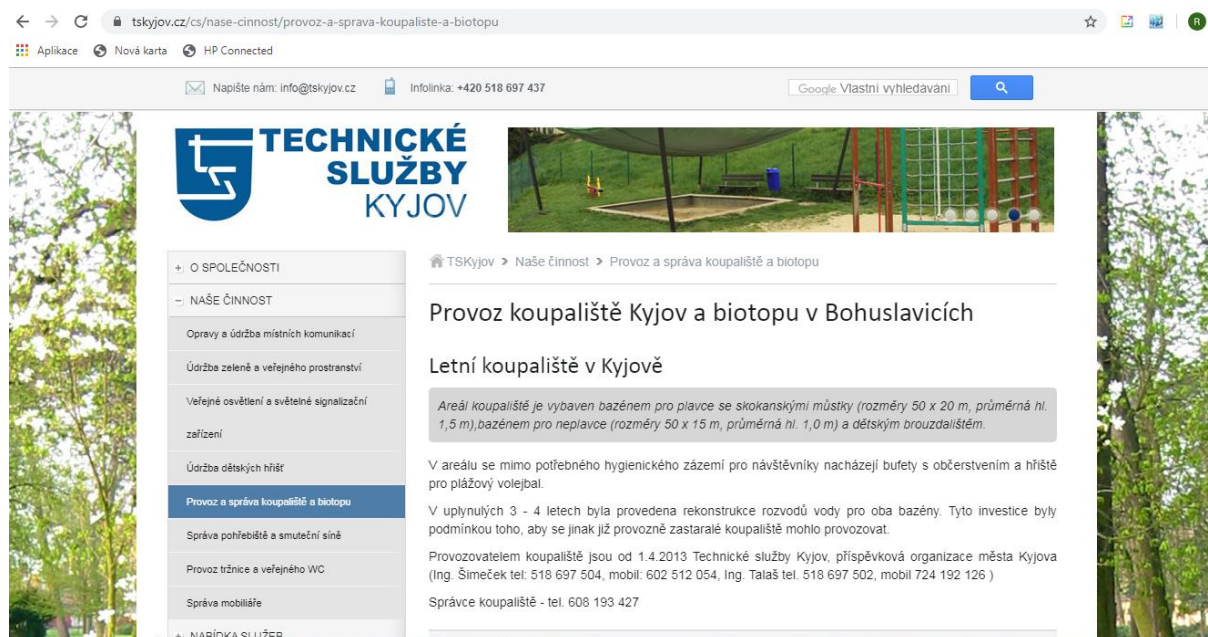 tskyjov.cz/cs/nase-cinnost/provoz-a-sprava-koupaliste-a-biotopu
R
Aplikace Nová karta HP Connected
Napište nám: info@tskyjov.cz Infolinka: +420 518 697 437 Google Vlastní vyhledávání
TECHNICKÉ
SLUŽBY
KYJOV
TSKyjov > Naše činnost > Provoz a správa koupaliště a biotopu
+ O SPOLEČNOSTI
- NAŠE ČINNOST
Opravy a údržba místních komunikací
Údržba zeleně a veřejného prostranství
Veřejné osvětlení a světelné signalizační
zařízení
Údržba dětských hřišť
Provoz a správa koupaliště a biotopu
Správa pohřebiště a smuteční síně
Provoz tržnice a veřejného WC
Správa mobiliáře
+ NABÍDKA SLUŽEB
Provoz koupaliště Kyjov a biotopu v Bohuslavicích
Letní koupaliště v Kyjově
Areál koupaliště je vybaven bazénem pro plavce se skokanskými můstky (rozměry 50 x 20 m, průměrná hl.
1,5 m),bazénem pro neplavce (rozměry 50 x 15 m, průměrná hl. 1,0 m) a dětským brouzdalištěm.
V areálu se mimo potřebného hygienického zázemí pro návštěvníky nacházejí bufety s občerstvením a hřiště
pro plážový volejbal.
V uplynulých 3 - 4 letech byla provedena rekonstrukce rozvodů vody pro oba bazény. Tyto investice byly
podmínkou toho, aby se jinak již provozně zastaralé koupaliště mohlo provozovat.
Provozovatelem koupaliště jsou od 1.4.2013 Technické služby Kyjov, příspěvková organizace města Kyjova
(Ing. Šimeček tel: 518 697 504, mobil: 602 512 054, Ing. Talaš tel. 518 697 502, mobil 724 192 126 )
Správce koupaliště - tel. 608 193 427